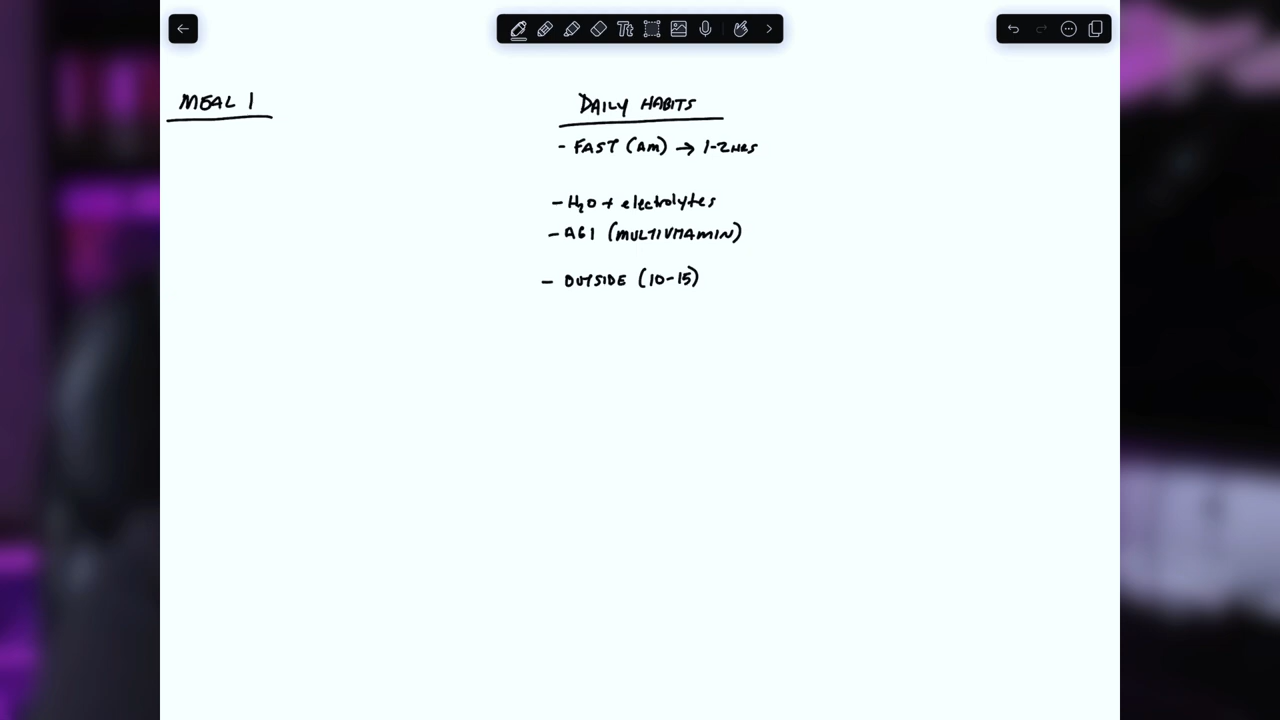 MEAL 1
DAILY HABITS
- FAST (AM) → 1-2HRS
- H₂O + electrolytes
- AG1 (MULTIVITAMIN)
- OUTSIDE (10-15)